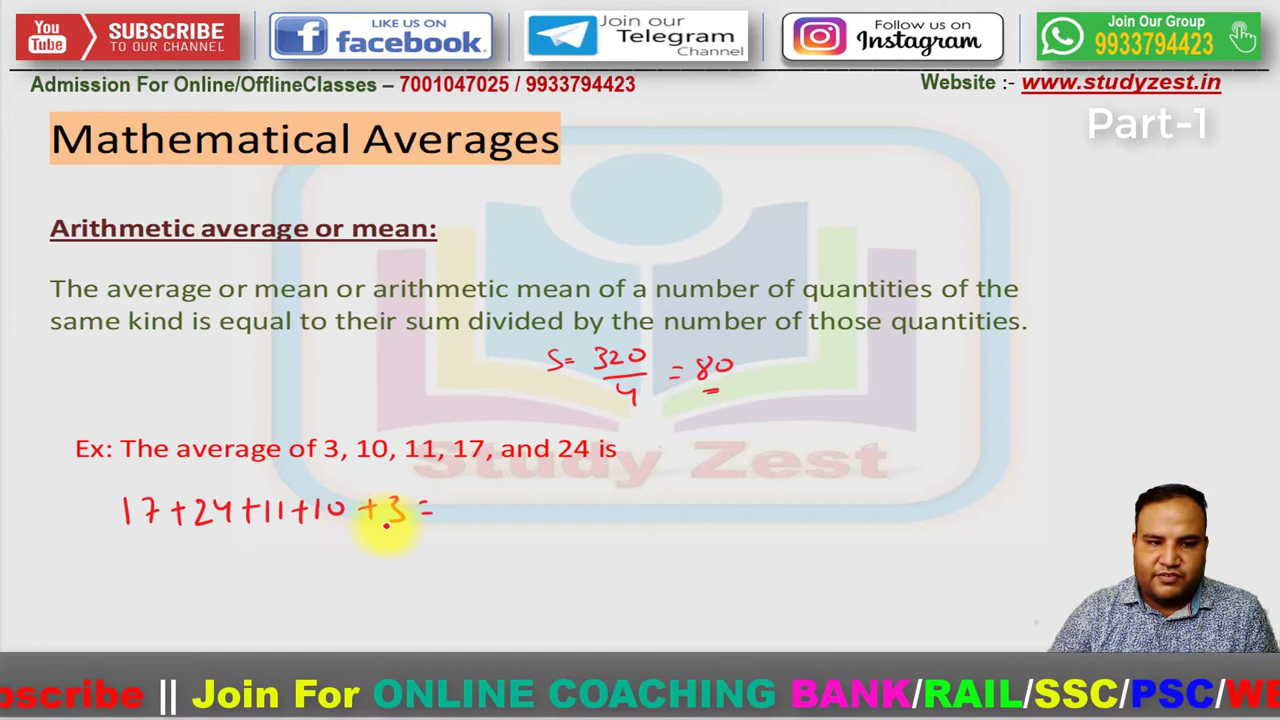 You Tube SUBSCRIBE TO OUR CHANNEL
LIKE US ON facebook.
Join our Telegram Channel
Follow us on Instagram
Join Our Group 9933794423
Admission For Online/OfflineClasses – 7001047025 / 9933794423
Website :- www.studyzest.in
Part-1
Mathematical Averages
Arithmetic average or mean:
The average or mean or arithmetic mean of a number of quantities of the
same kind is equal to their sum divided by the number of those quantities.
S= 320/4 = 80
Ex: The average of 3, 10, 11, 17, and 24 is
Study Zest
17+24+11+10+3=
bscribe || Join For ONLINE COACHING BANK/RAIL/SSC/PSC/WE